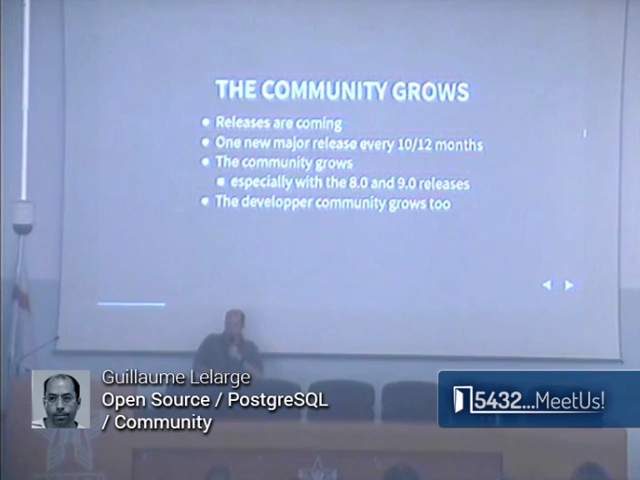 THE COMMUNITY GROWS
Releases are coming
One new major release every 10/12 months
The community grows
especially with the 8.0 and 9.0 releases
The developper community grows too
Guillaume Lelarge
Open Source / PostgreSQL
/ Community
5432...MeetUs!